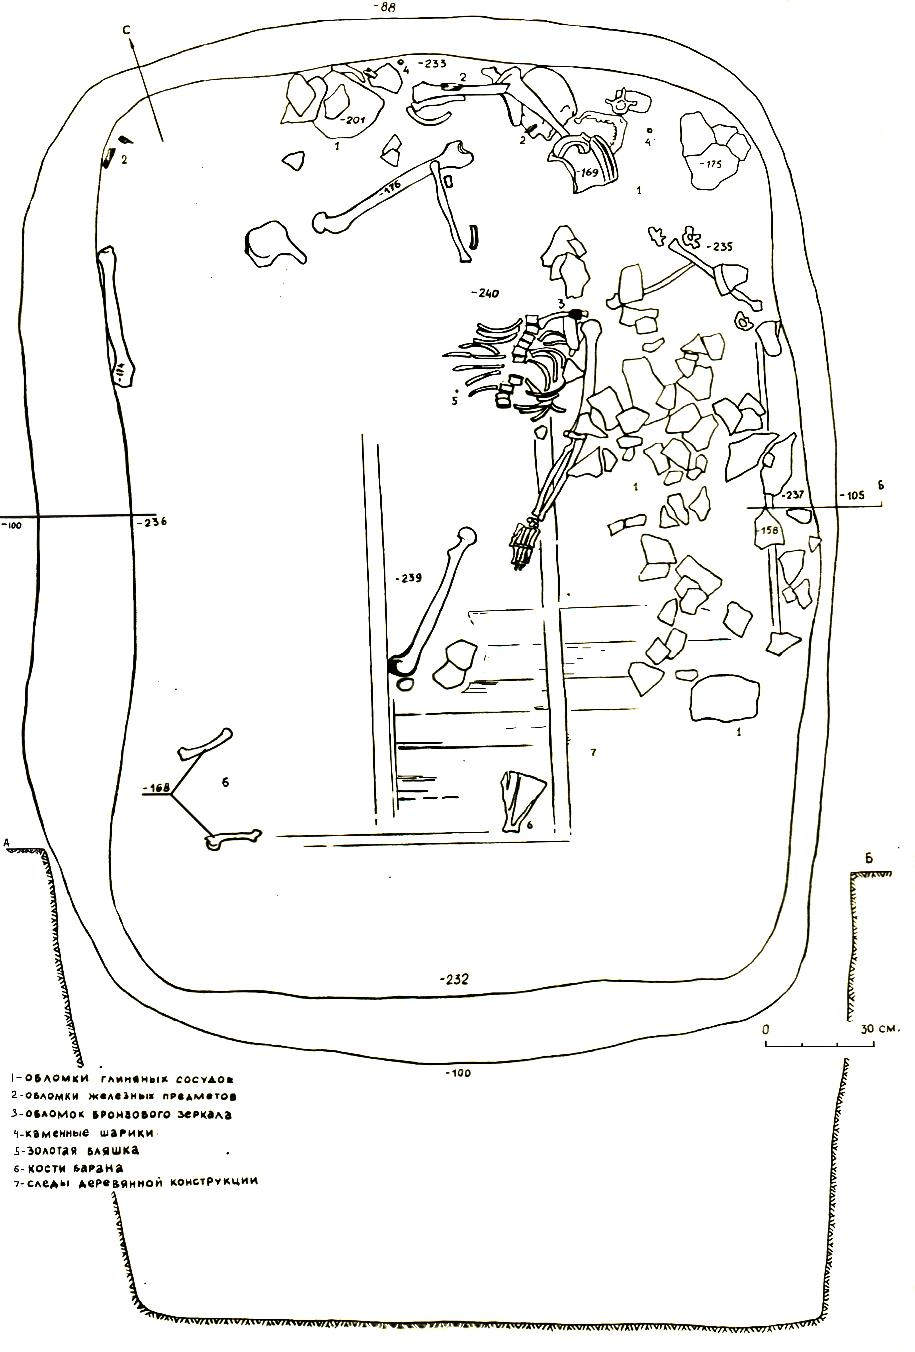 -88
С
4
-233
2
-201
1
2
4
2
-169
-175
-176
1
-235
-240
3
-174
5
1
Б
-237
-105
-100
-236
-158
-239
1
7
6
-168
6
А
Б
-232
0 30 см.
-100
1-обломки глиняных сосудов
2-обломки железных предметов
3-обломок бронзового зеркала
4-каменные шарики
5-золотая бляшка
6-кости барана
7-следы деревянной конструкции